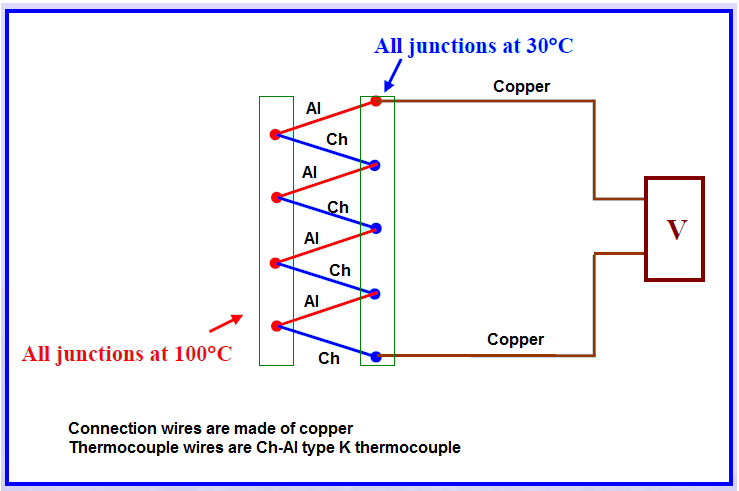 All junctions at 30°C
Copper
Al
Ch
Al
Ch
V
Al
Ch
Al
Copper
All junctions at 100°C
Ch
Connection wires are made of copper
Thermocouple wires are Ch-Al type K thermocouple